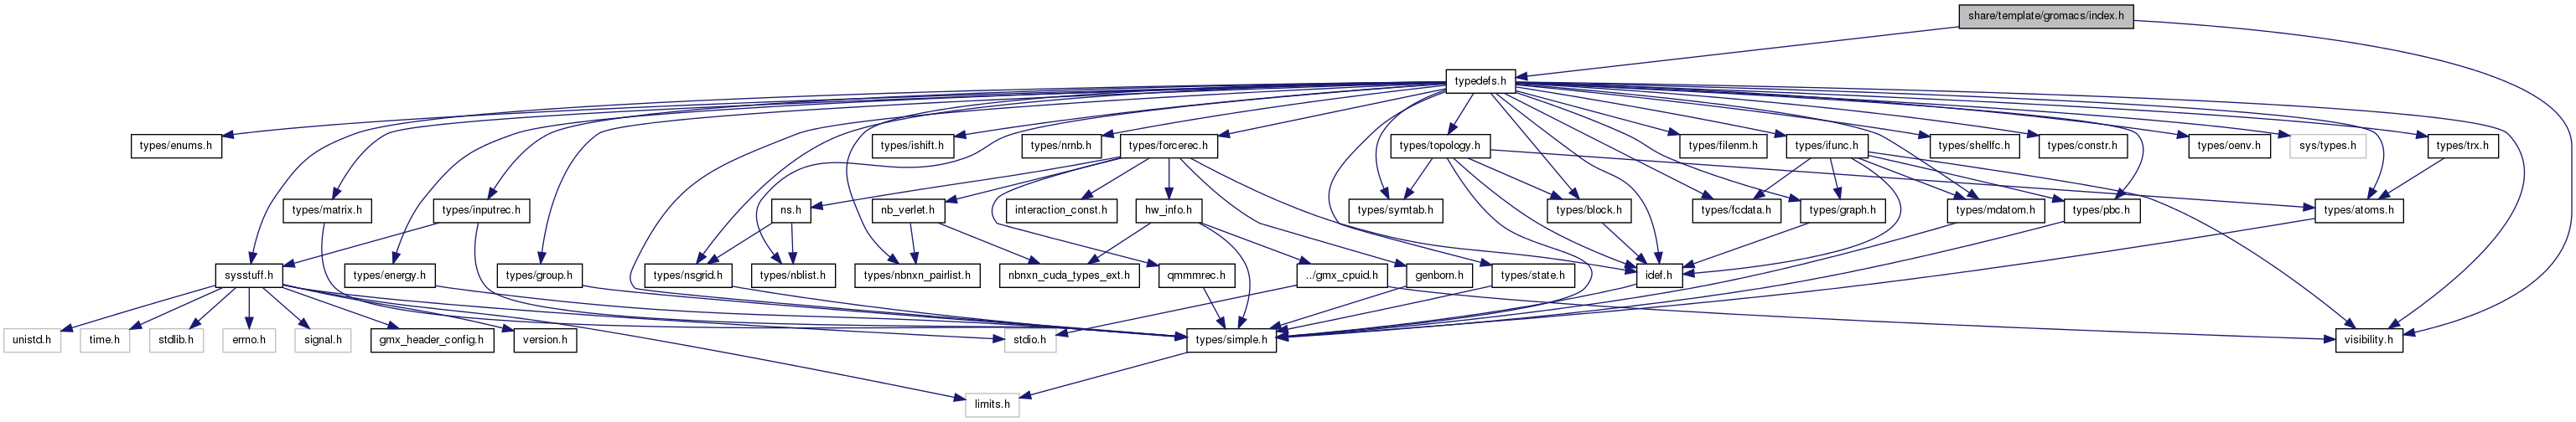 share/template/gromacs/index.h
typedefs.h
types/enums.h
types/ishift.h
types/nrnb.h
types/forcerec.h
types/topology.h
types/filenm.h
types/ifunc.h
types/shellfc.h
types/constr.h
types/oenv.h
sys/types.h
types/trx.h
types/matrix.h
types/inputrec.h
ns.h
nb_verlet.h
interaction_const.h
hw_info.h
types/symtab.h
types/block.h
types/fcdata.h
types/graph.h
types/mdatom.h
types/pbc.h
types/atoms.h
sysstuff.h
types/energy.h
types/group.h
types/nsgrid.h
types/nblist.h
types/nbnxn_pairlist.h
nbnxn_cuda_types_ext.h
qmmmrec.h
../gmx_cpuid.h
genborn.h
types/state.h
idef.h
unistd.h
time.h
stdlib.h
errno.h
signal.h
gmx_header_config.h
version.h
stdio.h
types/simple.h
visibility.h
limits.h